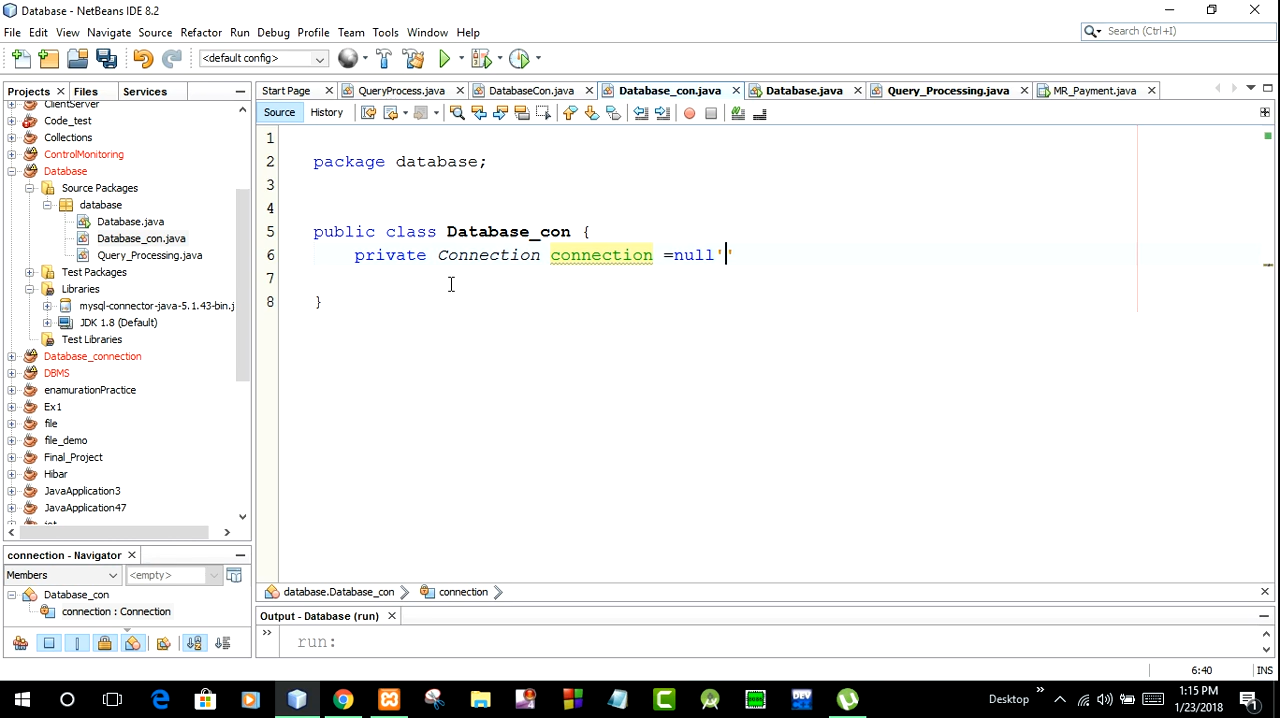 Database - NetBeans IDE 8.2
File Edit View Navigate Source Refactor Run Debug Profile Team Tools Window Help
Search (Ctrl+I)
<default config>
Projects Files Services
Start Page QueryProcess.java DatabaseCon.java Database_con.java Database.java Query_Processing.java MR_Payment.java
Source History
ClientServer
Code_test
Collections
ControlMonitoring
Database
Source Packages
database
Database.java
Database_con.java
Query_Processing.java
Test Packages
Libraries
mysql-connector-java-5.1.43-bin.j
JDK 1.8 (Default)
Test Libraries
Database_connection
DBMS
enamurationPractice
Ex1
file
file_demo
Final_Project
Hibar
JavaApplication3
JavaApplication47
1
2 package database;
3
4
5 public class Database_con {
6 private Connection connection =null''
7
8 }
connection - Navigator
Members <empty>
Database_con
connection : Connection
database.Database_con connection
Output - Database (run)
run:
6:40 INS
Desktop
1:15 PM
1/23/2018
1